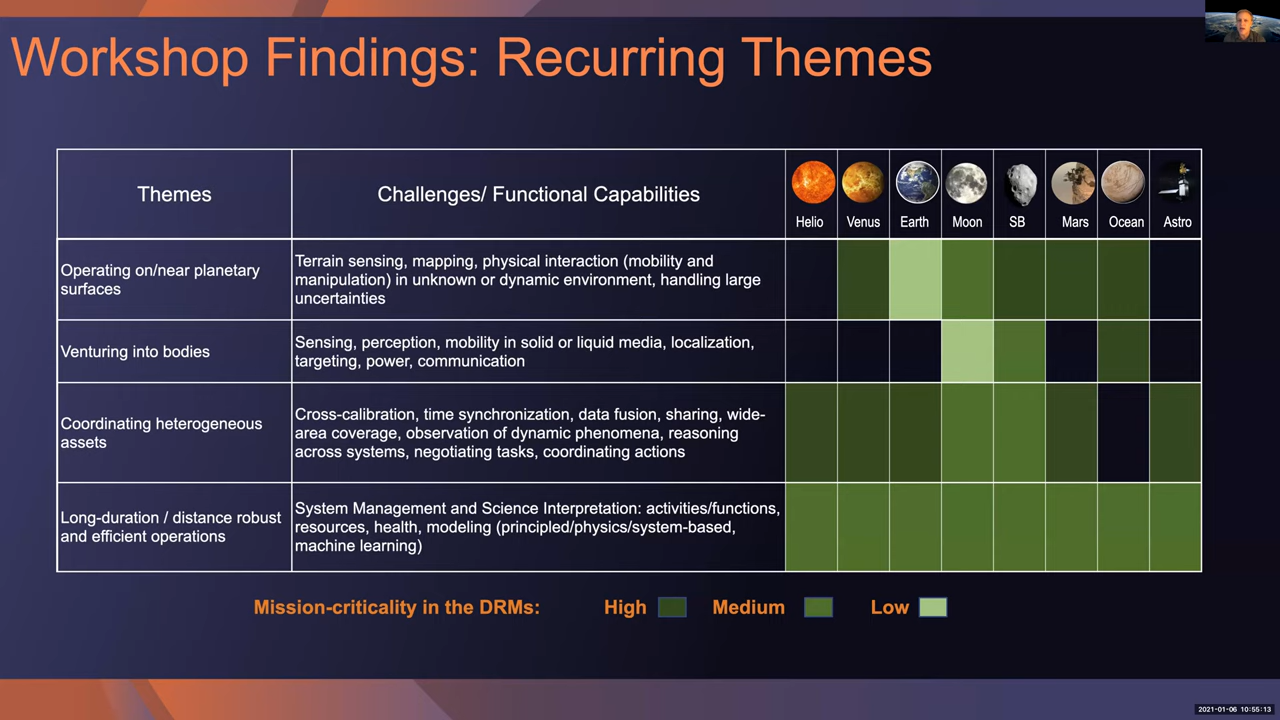 Workshop Findings: Recurring Themes
Themes
Challenges/ Functional Capabilities
Helio
Venus
Earth
Moon
SB
Mars
Ocean
Astro
Operating on/near planetary
surfaces
Terrain sensing, mapping, physical interaction (mobility and
manipulation) in unknown or dynamic environment, handling large
uncertainties
Venturing into bodies
Sensing, perception, mobility in solid or liquid media, localization,
targeting, power, communication
Coordinating heterogeneous
assets
Cross-calibration, time synchronization, data fusion, sharing, wide-
area coverage, observation of dynamic phenomena, reasoning
across systems, negotiating tasks, coordinating actions
Long-duration / distance robust
and efficient operations
System Management and Science Interpretation: activities/functions,
resources, health, modeling (principled/physics/system-based,
machine learning)
Mission-criticality in the DRMs:
High
Medium
Low
2021-01-06 10:55:13